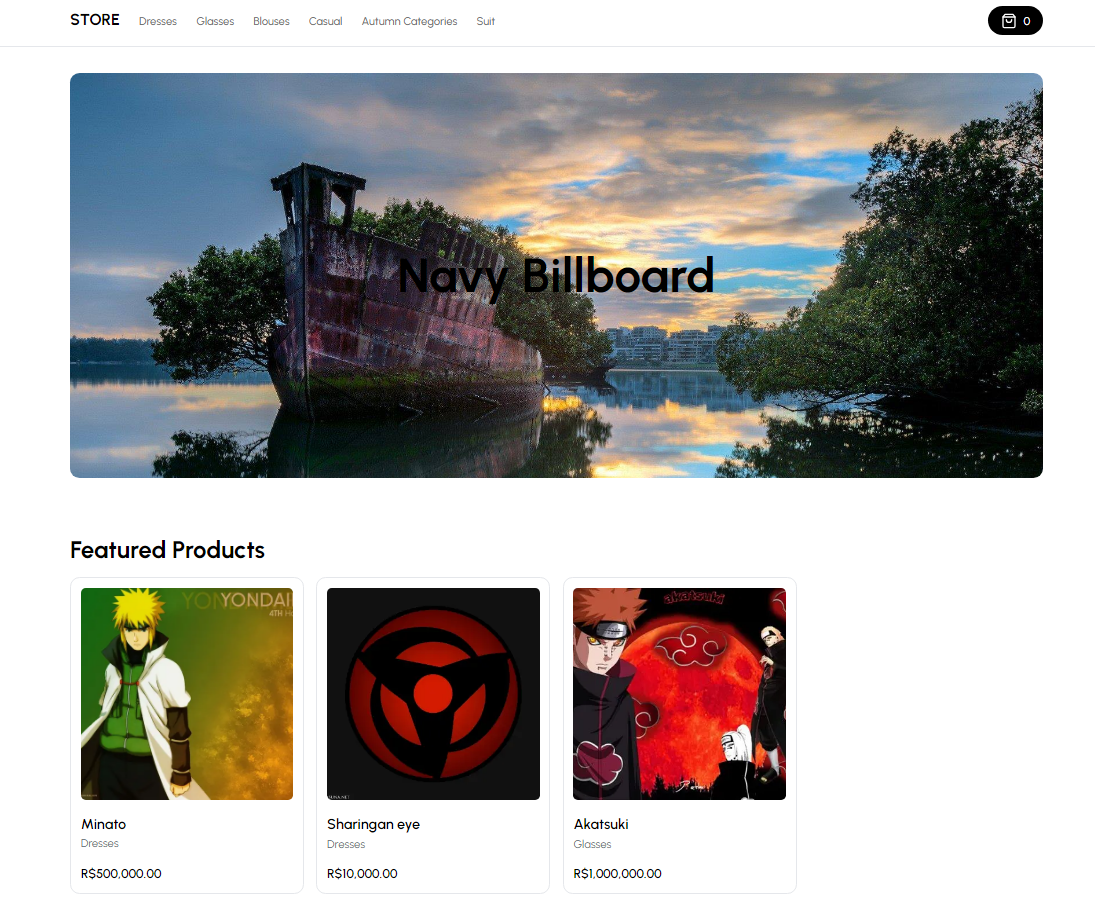 STORE Dresses Glasses Blouses Casual Autumn Categories Suit 0
Navy Billboard
Featured Products
YONDAI
4TH
akatsuki
Minato
Dresses
R$500,000.00
Sharingan eye
Dresses
R$10,000.00
Akatsuki
Glasses
R$1,000,000.00